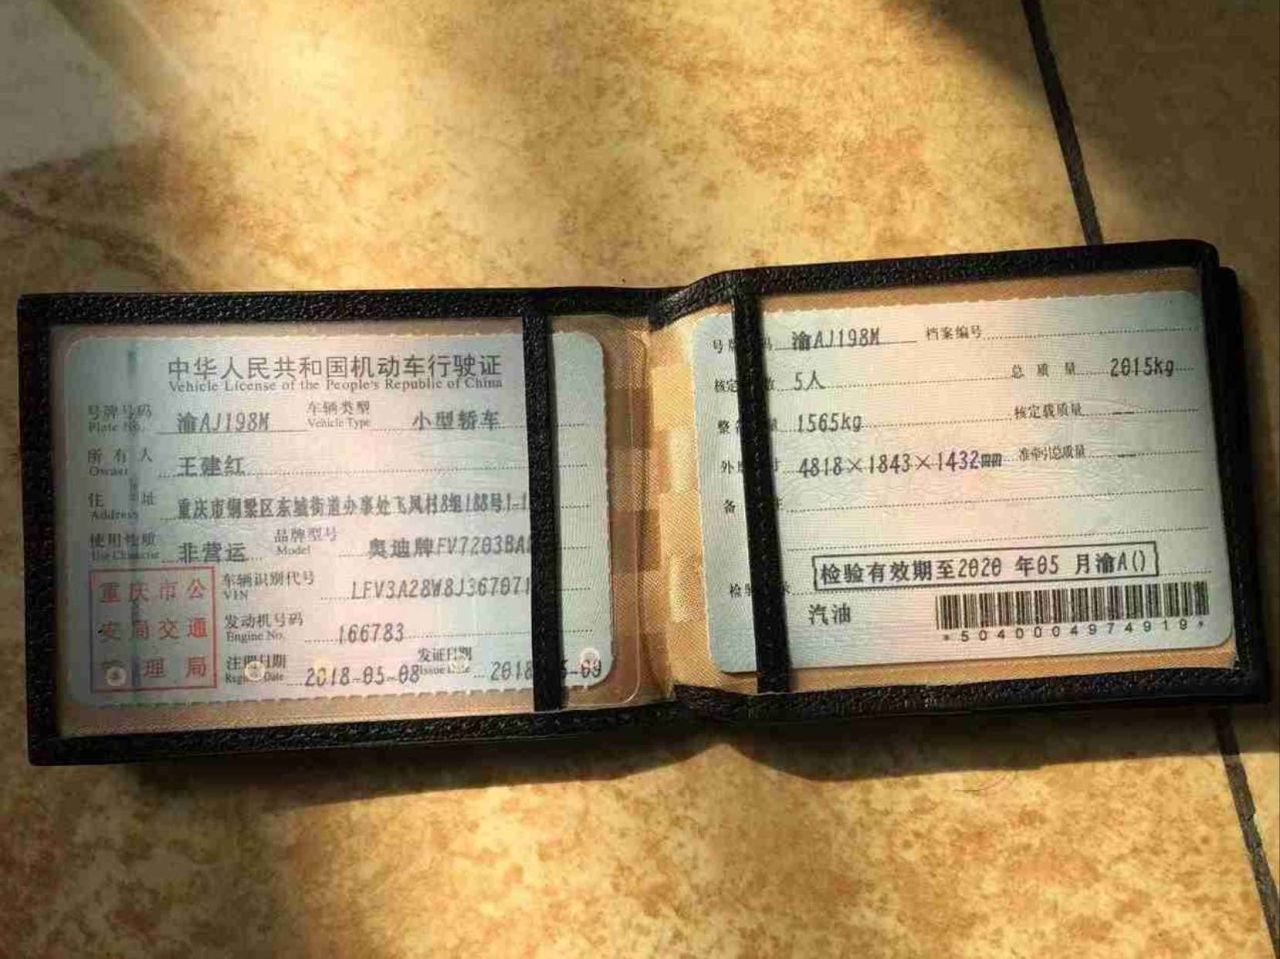 中华人民共和国机动车行驶证
Vehicle License of the People's Republic of China
号牌号码 渝AJ198M 车辆类型 小型轿车
Plate No. Vehicle Type
所有人 王建红
Owner
住址 重庆市铜梁区东城街道办事处飞凤村8组188号1-1
Address
使用性质 非营运 品牌型号 奥迪牌FV7203BA
Use Character Model
重庆市公
安局交通
管理局
车辆识别代号 LFV3A28W8J367071
VIN
发动机号码 166783
Engine No.
注册日期 2018-05-08 发证日期 2018 -09
Register Date Issue Date
号牌 码 渝AJ198M 档案编号
核定 数 5人 总质量 2015kg
整备 量 1565kg 核定载质量 --
外廓 寸 4818×1843×1432mm 准牵引总质量 --
备 注
检验有效期至2020年05月渝A()
检验 录
汽油
*5040004974919*